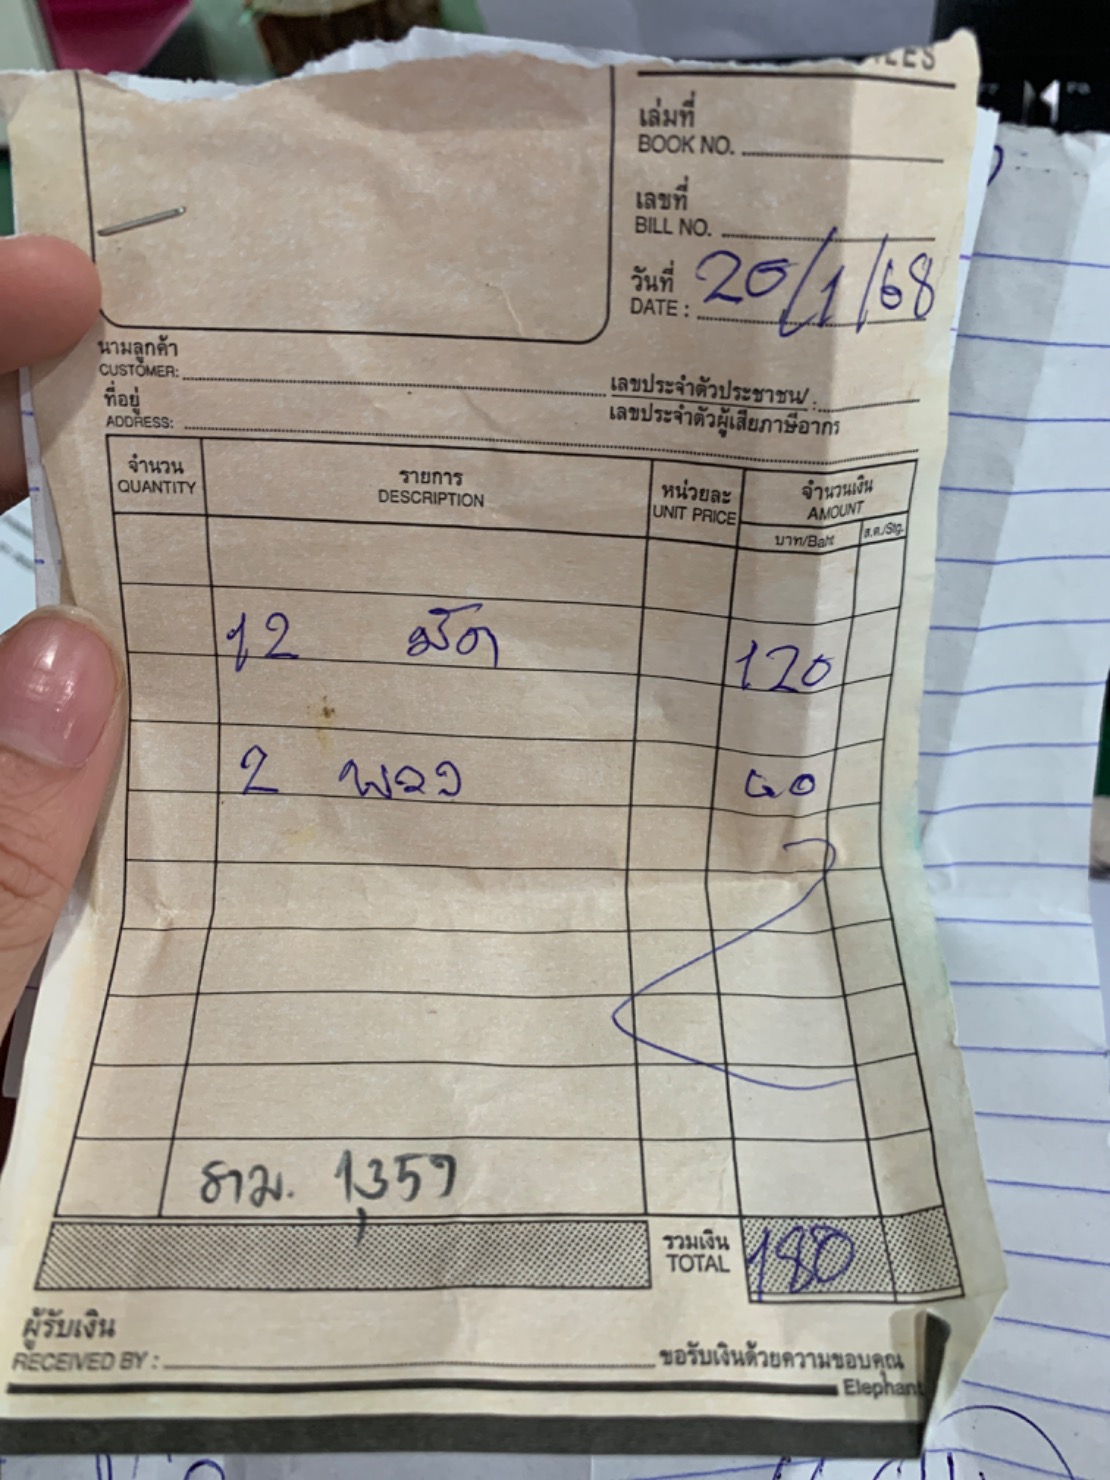 เล่มที่
BOOK NO.
เลขที่
BILL NO.
วันที่ 20/1/68
DATE :
นามลูกค้า
CUSTOMER:
เลขประจำตัวประชาชน/ :
เลขประจำตัวผู้เสียภาษีอากร
ที่อยู่
ADDRESS:
จำนวน รายการ หน่วยละ จำนวนเงิน
QUANTITY DESCRIPTION UNIT PRICE AMOUNT
บาท/Baht ส.ต./Stg.
12 มัด 120
2 พวง 60
รวม. 1,359
รวมเงิน
TOTAL 180
ผู้รับเงิน
RECEIVED BY : ขอรับเงินด้วยความขอบคุณ
Elephant